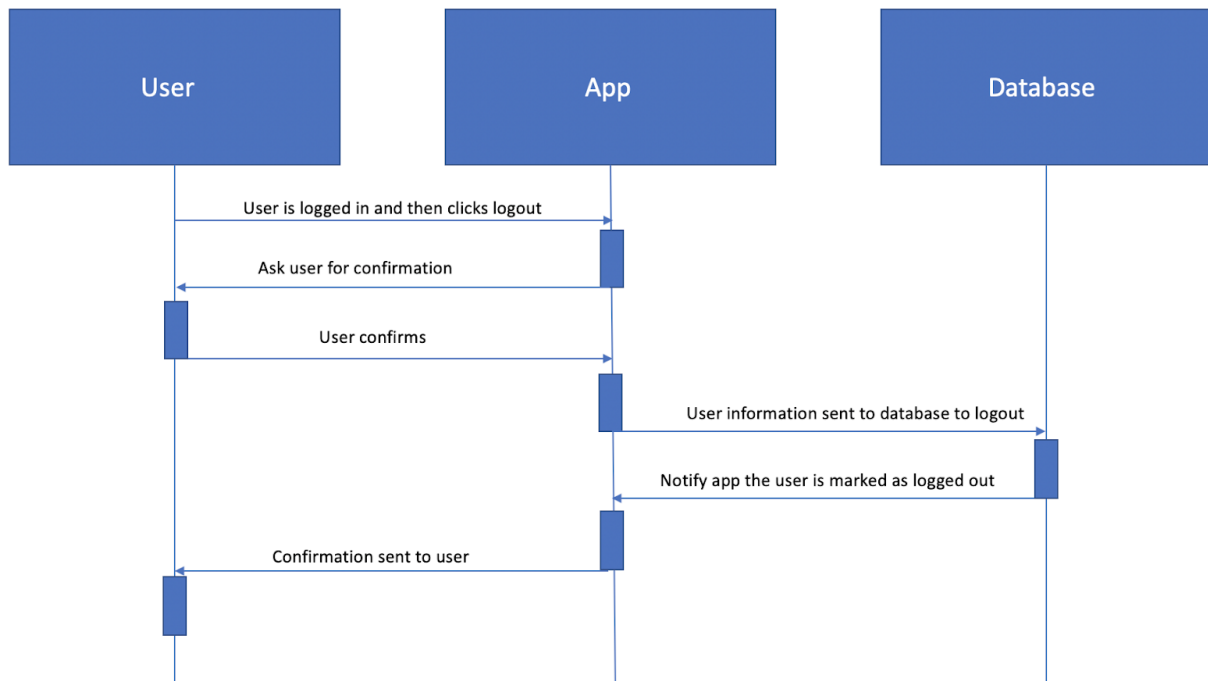 User
App
Database
User is logged in and then clicks logout
Ask user for confirmation
User confirms
User information sent to database to logout
Notify app the user is marked as logged out
Confirmation sent to user